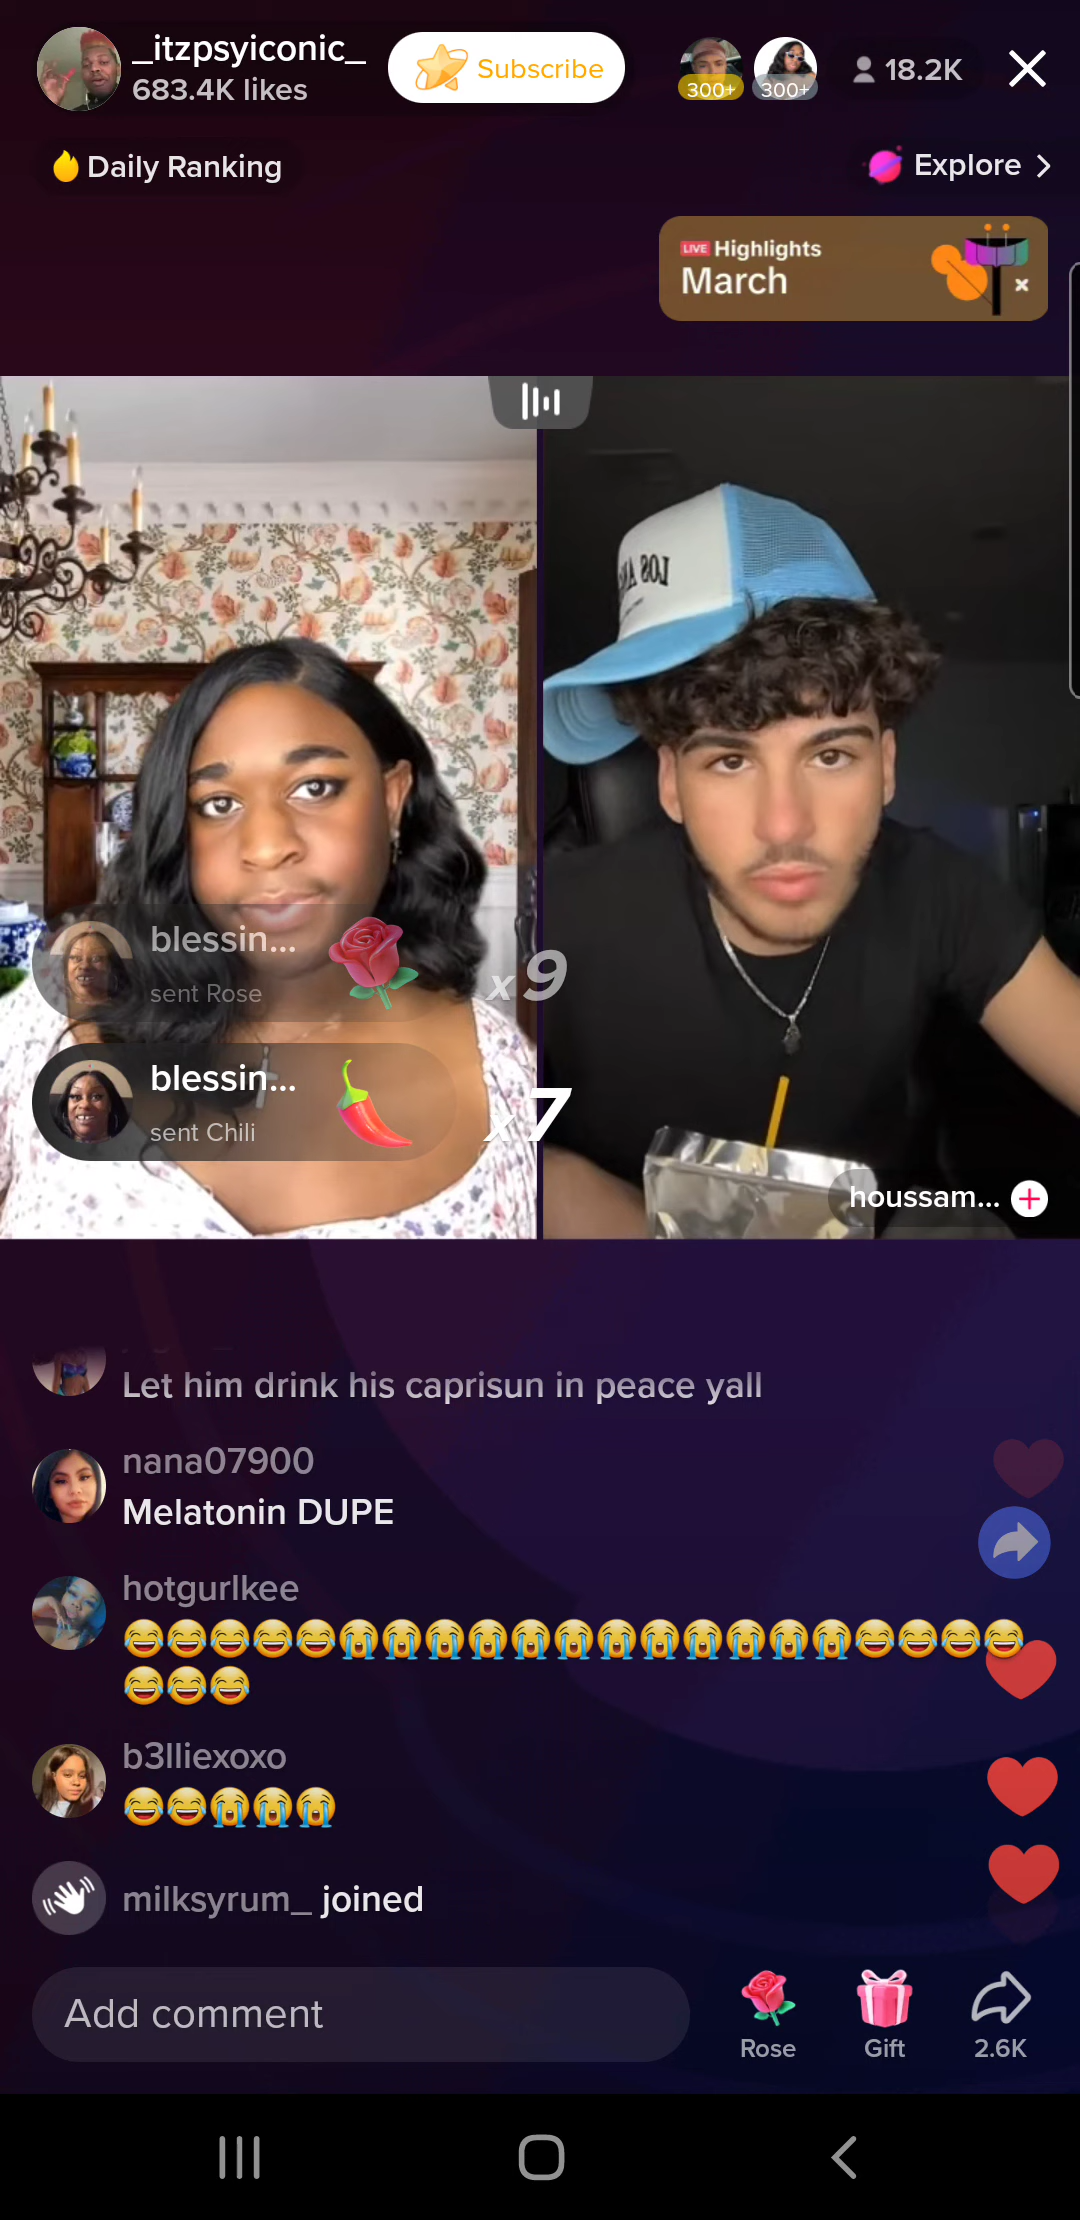 _itzpsyiconic_
683.4K likes
Subscribe
300+
300+
18.2K
Daily Ranking
Explore
LIVE Highlights
March
LOS AN
blessin...
sent Rose
x9
blessin...
sent Chili
x7
houssam...
Let him drink his caprisun in peace yall
nana07900
Melatonin DUPE
hotgurlkee
😂😂😂😂😂😭😭😭😭😭😭😭😭😭😭😭😭😂😂😂😂
😂😂😂
b3lliexoxo
😂😂😭😭😭
milksyrum_ joined
Add comment
Rose
Gift
2.6K